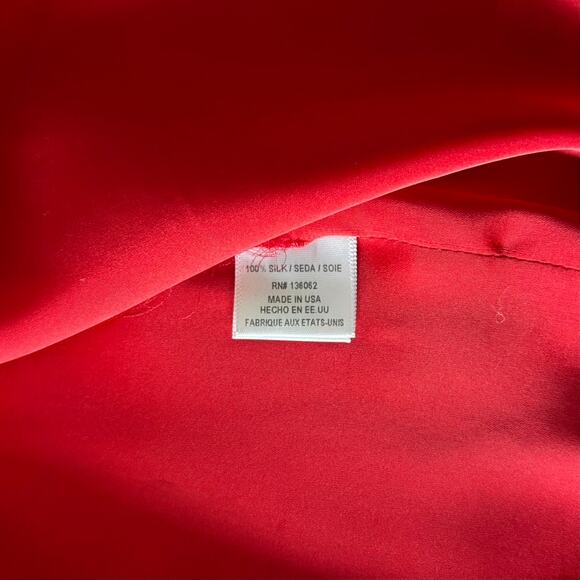 100% SILK / SEDA / SOIE
RN# 136062
MADE IN USA
HECHO EN EE.UU
FABRIQUE AUX ETATS-UNIS